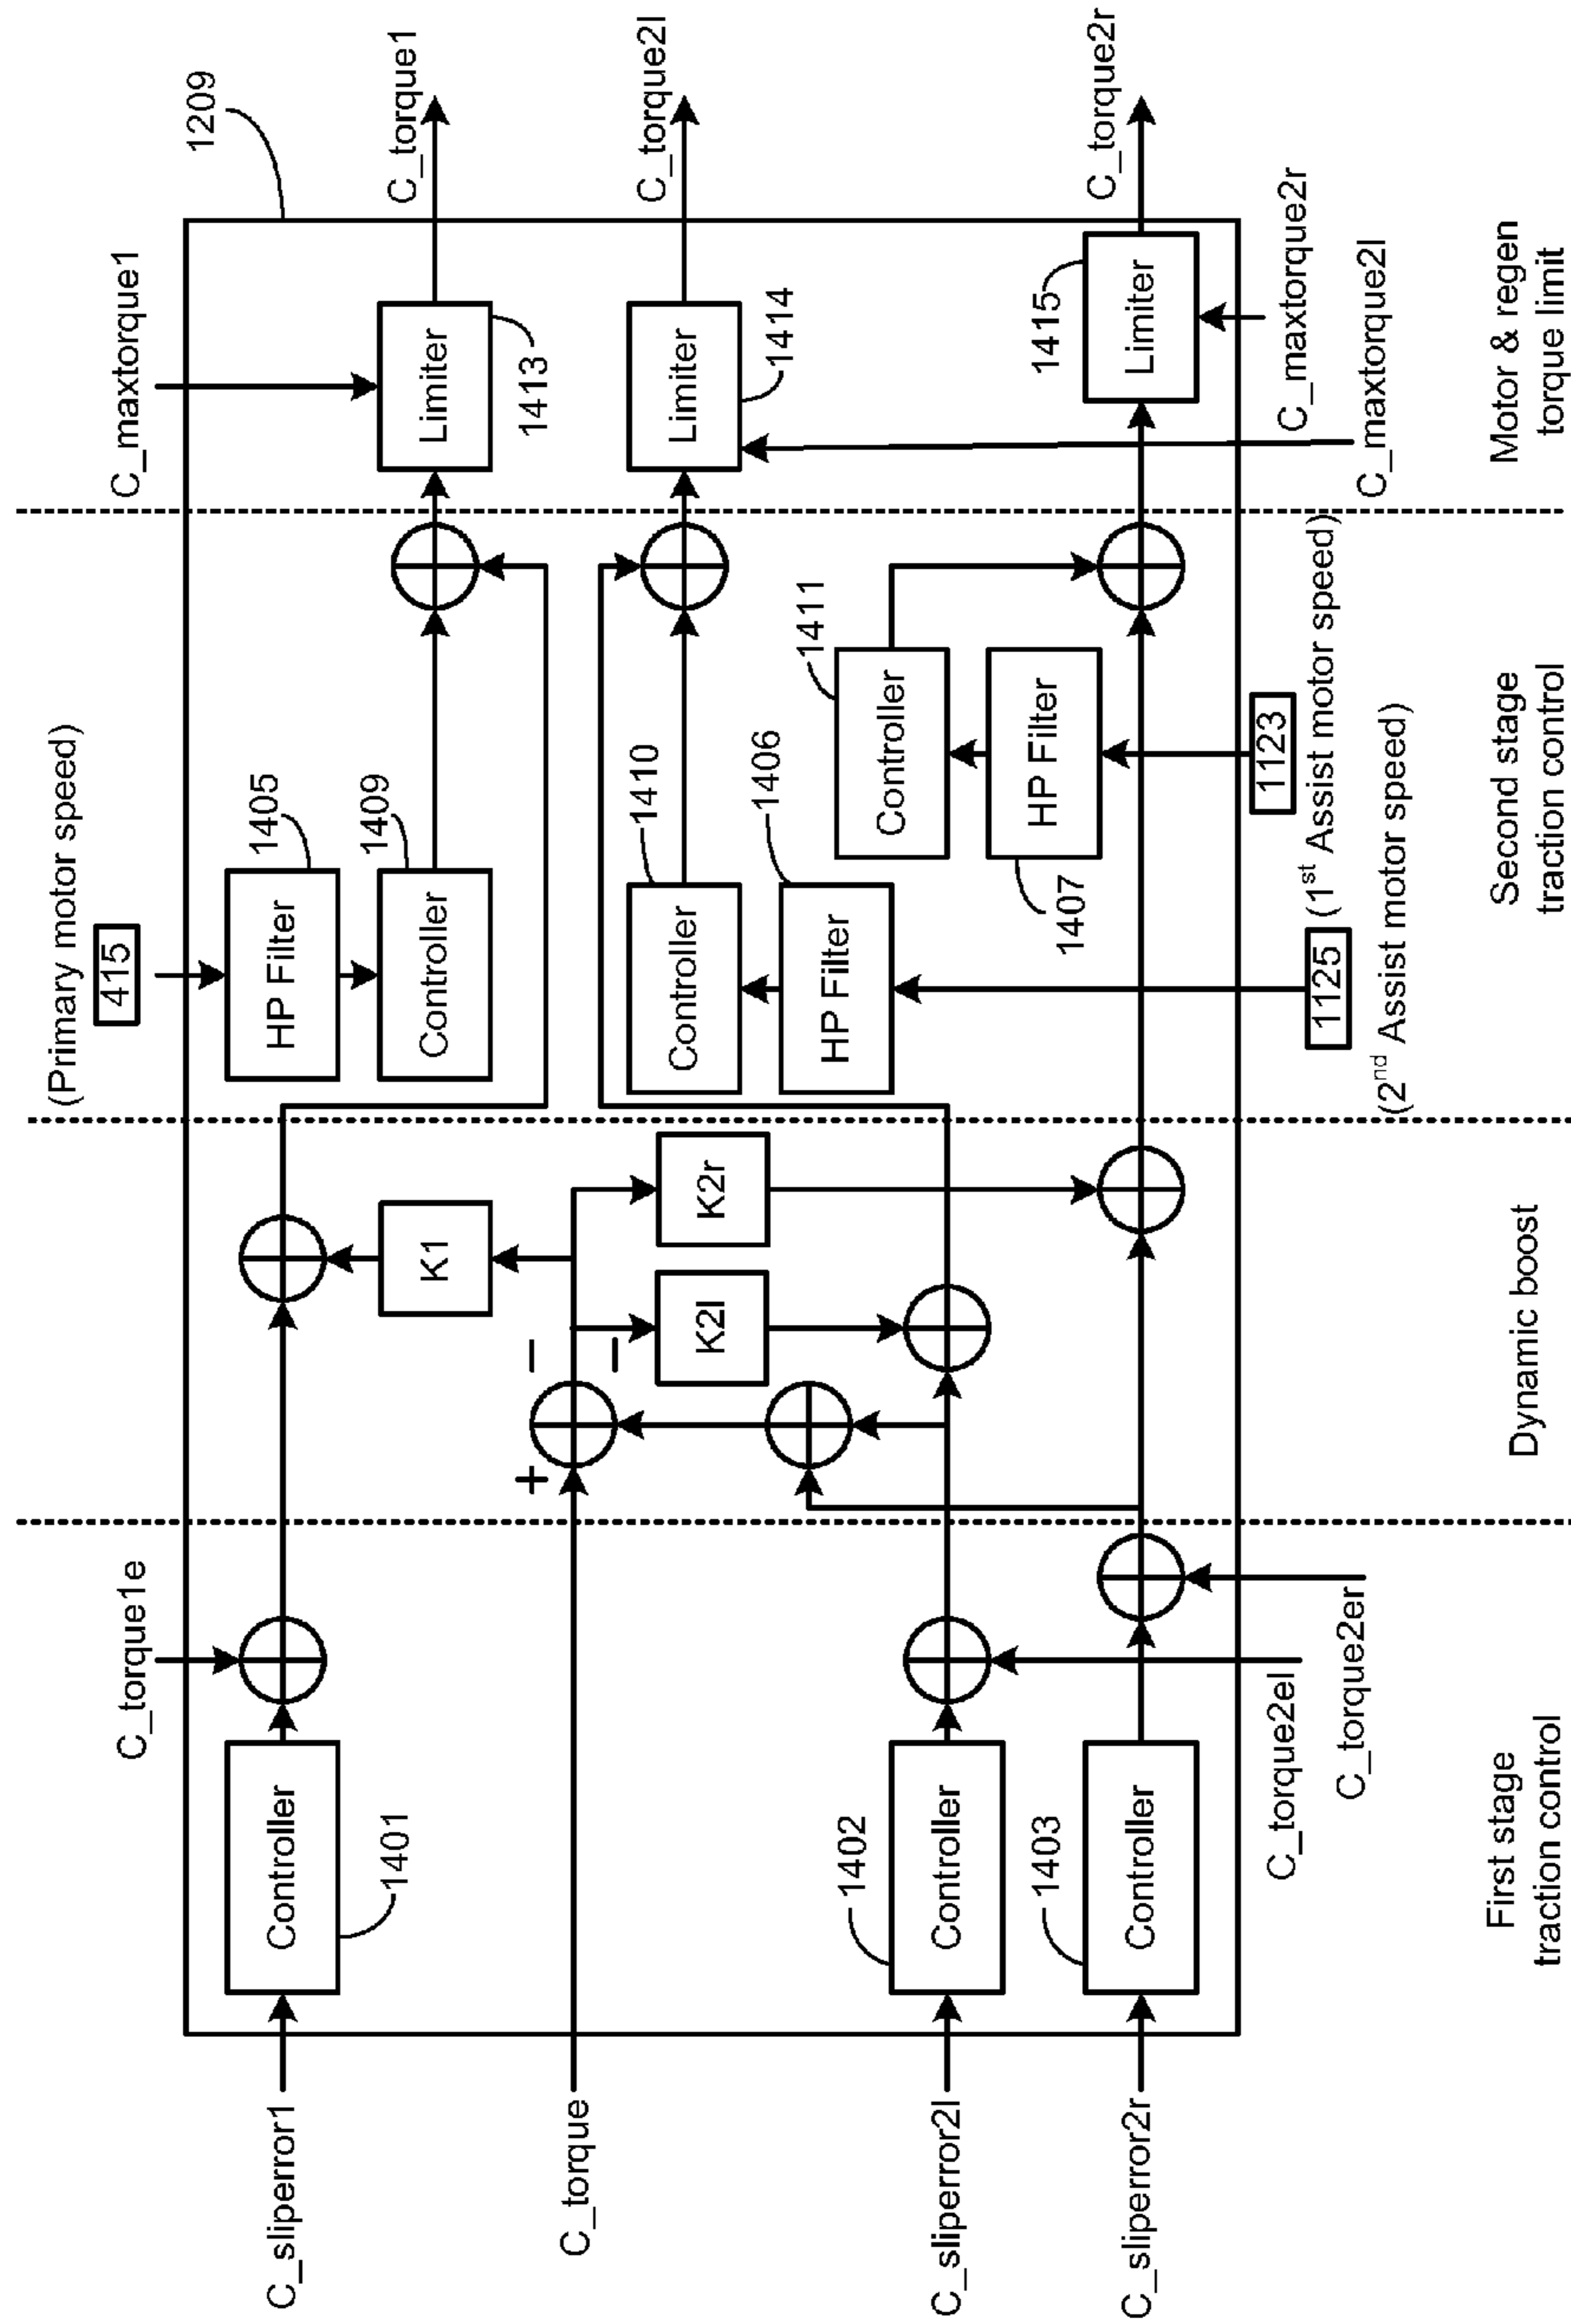 (Primary motor speed)
415
C_torque1e
C_maxtorque1
1209
C_sliperror1
Controller
1401
HP Filter
1405
Controller
1409
Limiter
1413
C_torque1
K1
C_torque
+
−
−
K2l
K2r
Controller
1410
HP Filter
1406
Limiter
1414
C_torque2l
C_sliperror2l
Controller
1402
Controller
1411
HP Filter
1407
C_sliperror2r
Controller
1403
Limiter
1415
C_torque2r
C_torque2el
C_torque2er
1123
(1st Assist motor speed)
1125
(2nd Assist motor speed)
C_maxtorque2r
C_maxtorque2l
First stage
traction control
Dynamic boost
Second stage
traction control
Motor & regen
torque limit